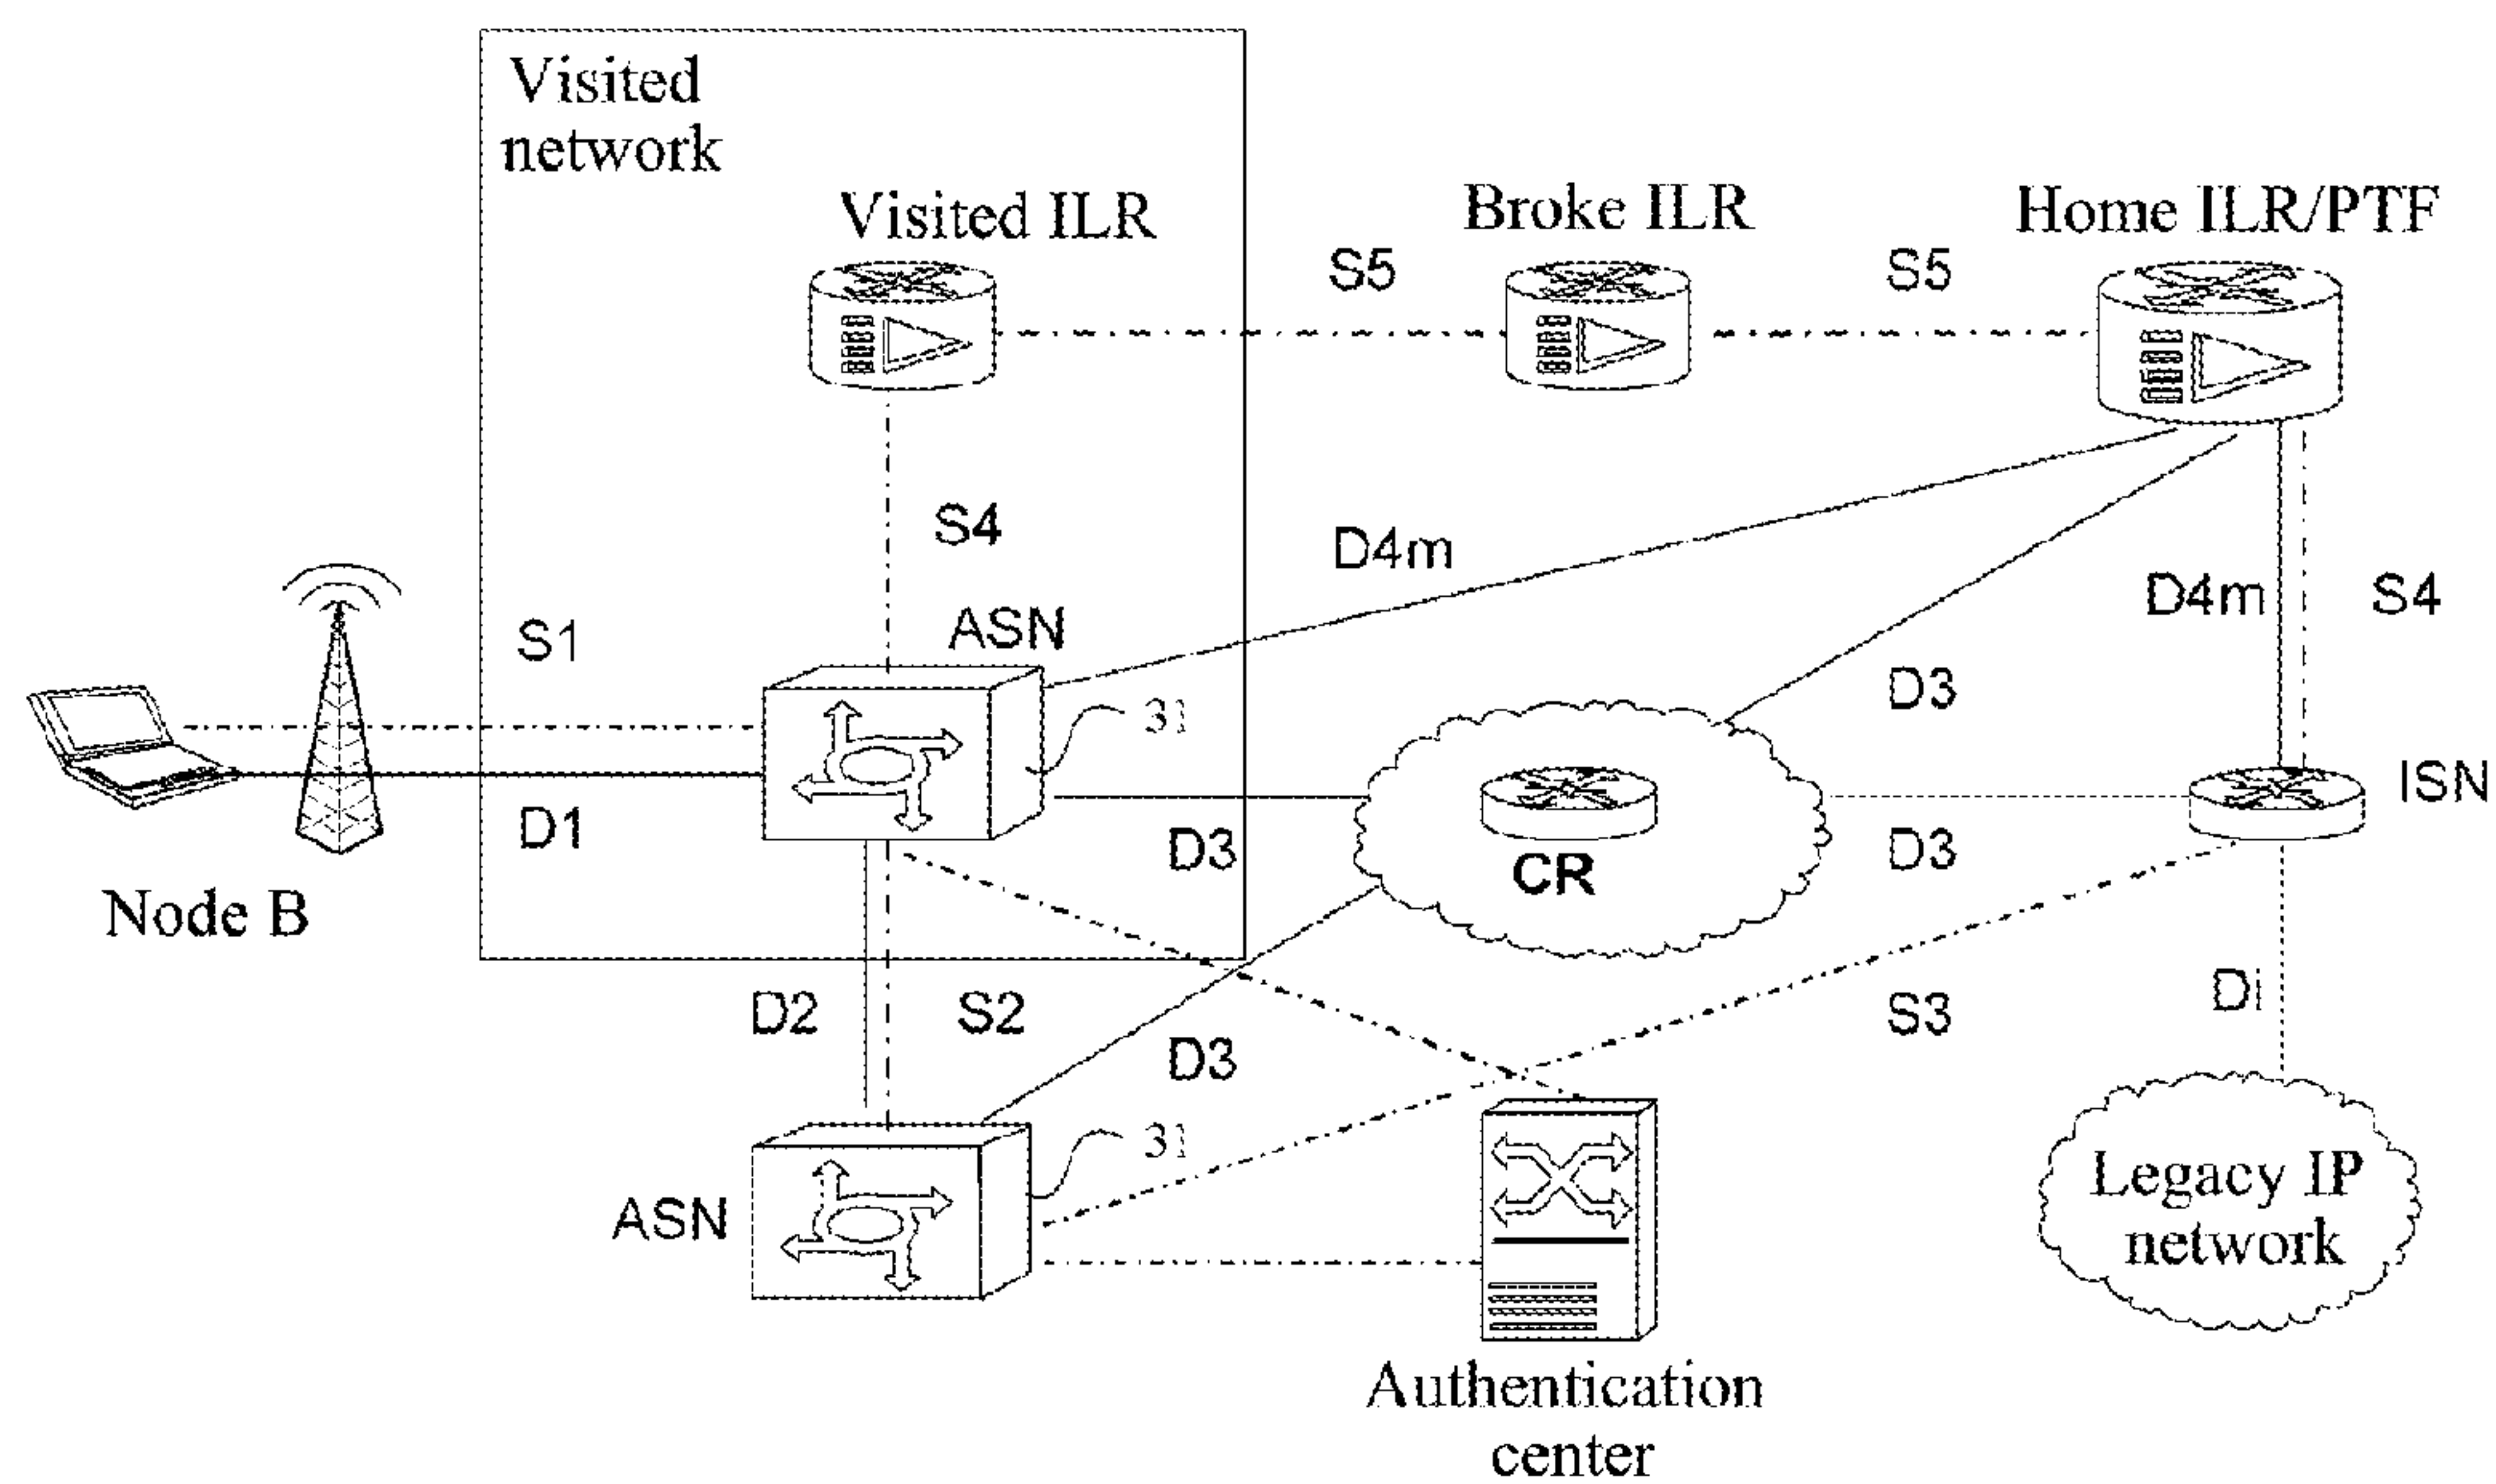 Visited
network
Visited ILR
Broke ILR
Home ILR/PTF
S5
S5
S4
D4m
ASN
S1
D4m
S4
31
D3
ISN
D1
D3
CR
D3
Node B
D2
S2
S3
Di
D3
31
ASN
Legacy IP
network
Authentication
center